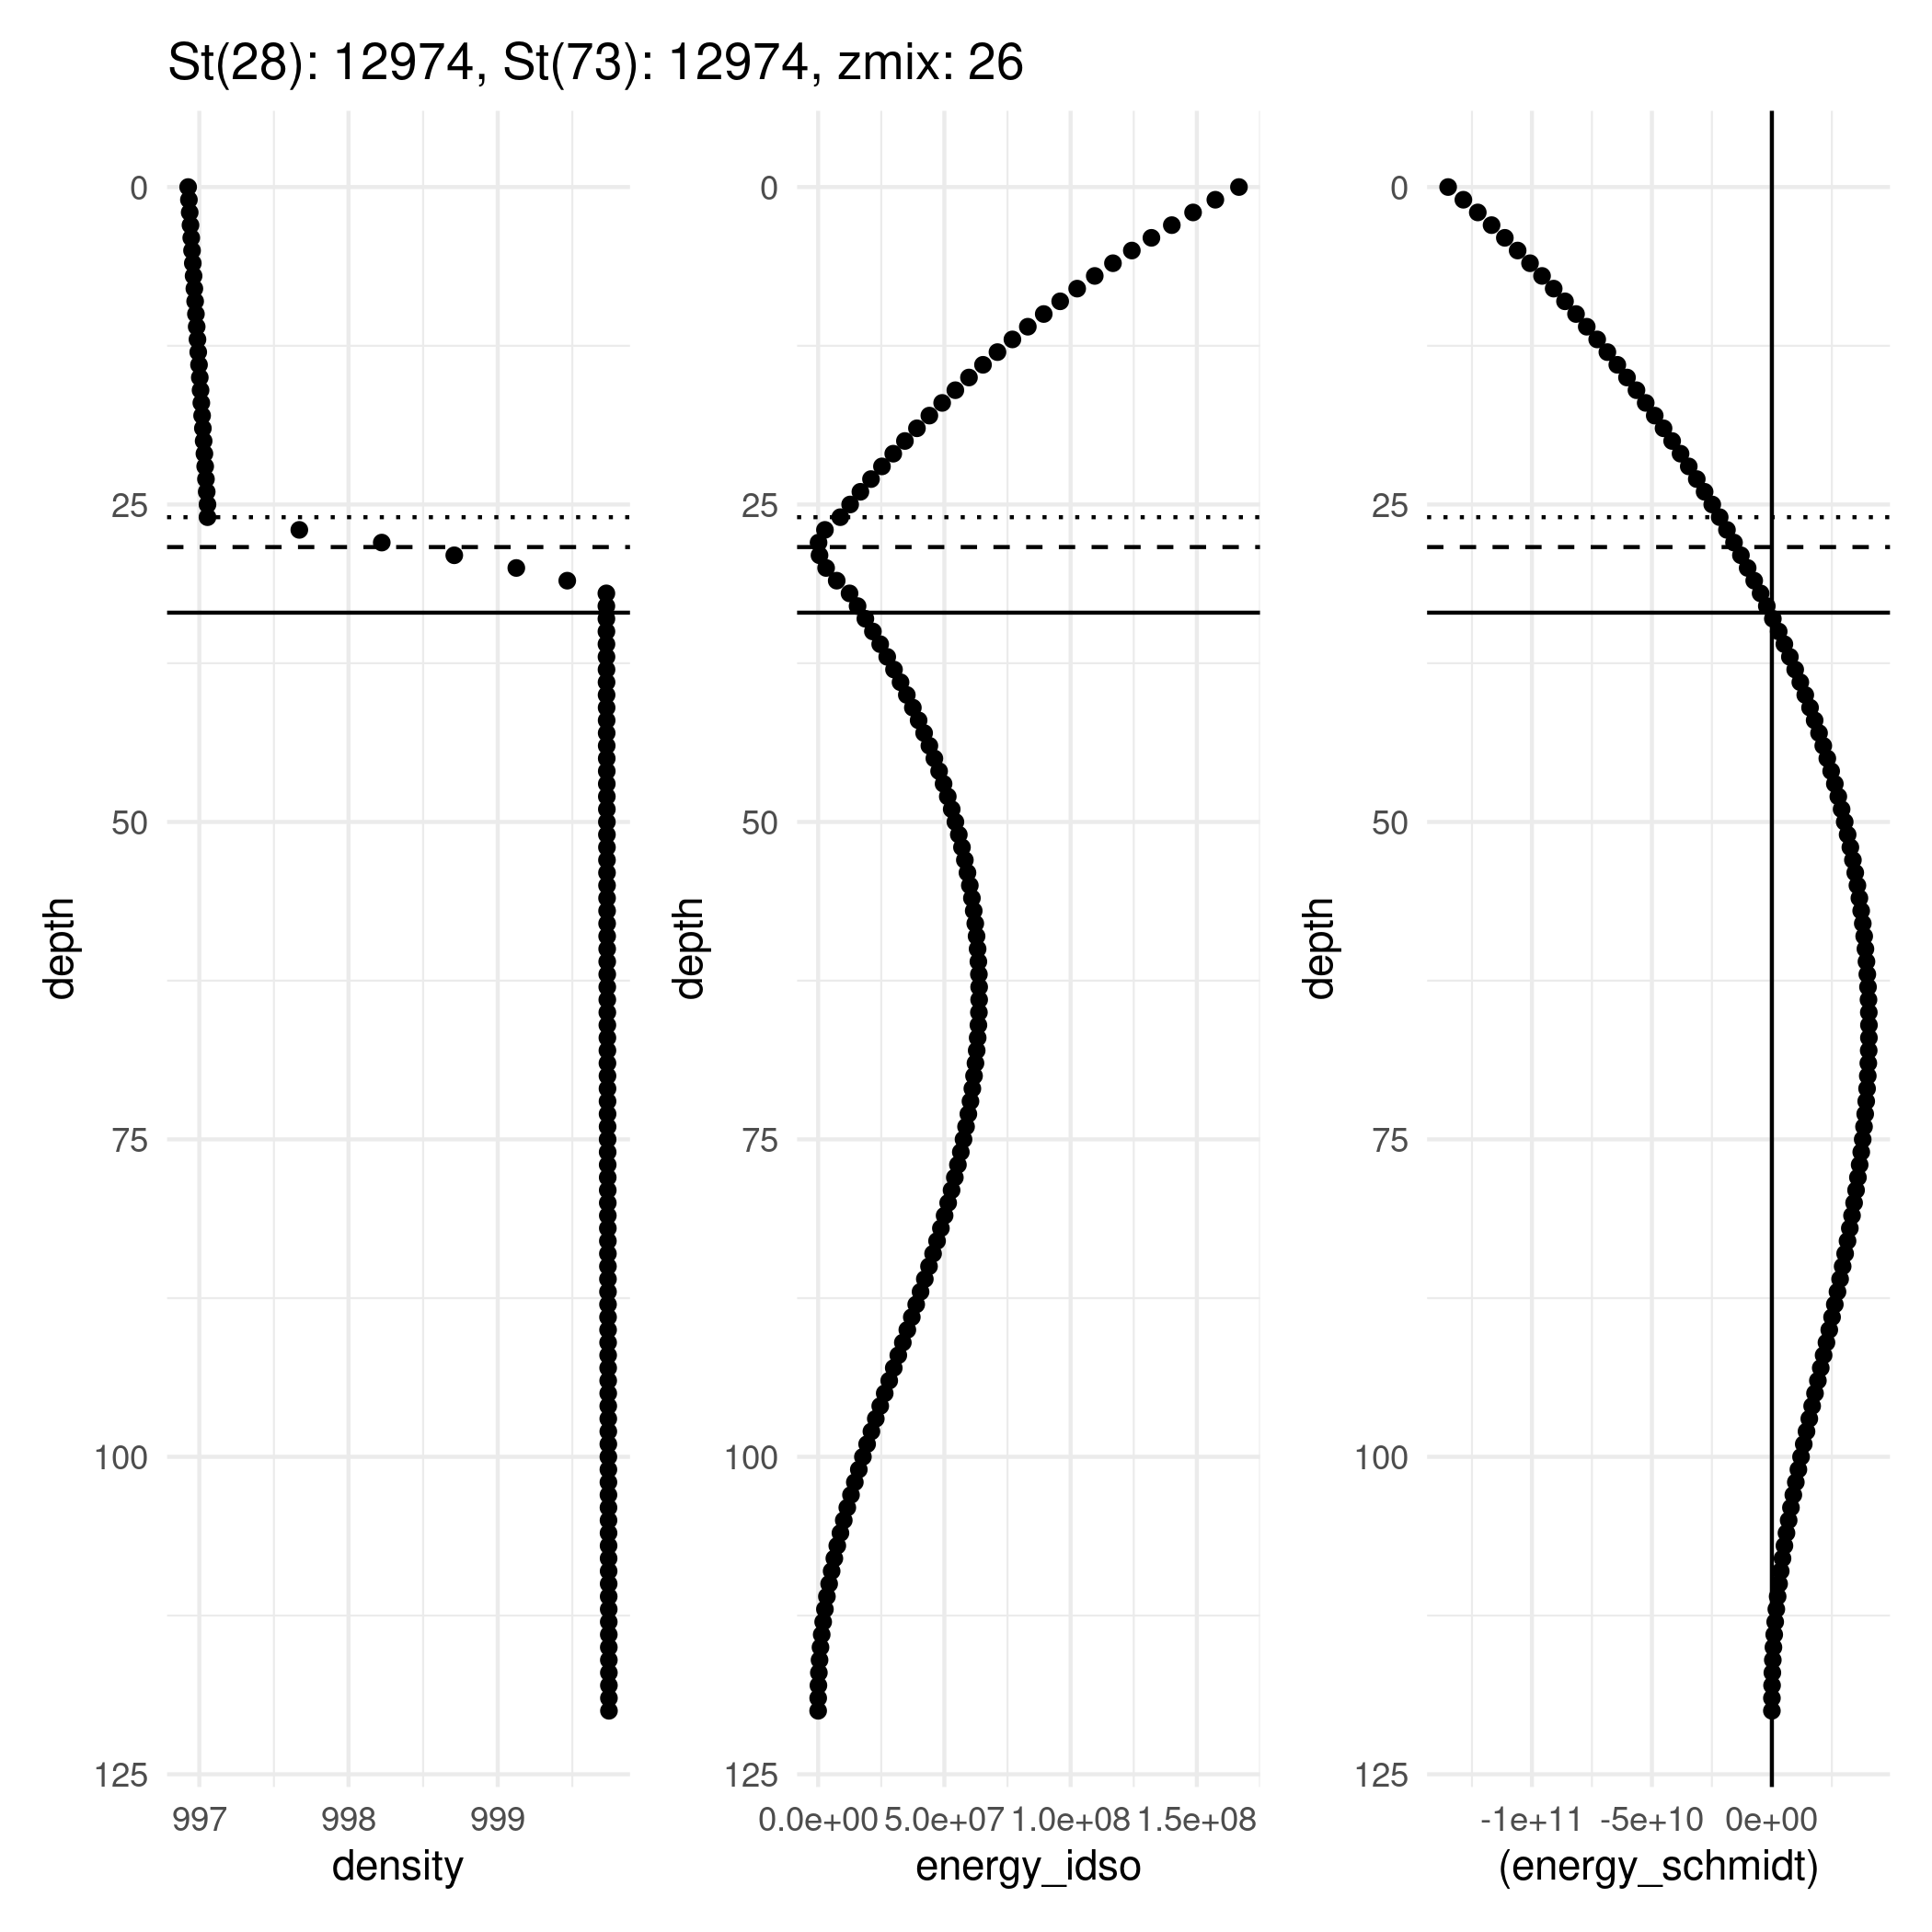 St(28): 12974, St(73): 12974, zmix: 26
0
25
50
75
100
125
depth
997
998
999
density
0
25
50
75
100
125
depth
0.0e+00
5.0e+07
1.0e+08
1.5e+08
energy_idso
0
25
50
75
100
125
depth
-1e+11
-5e+10
0e+00
(energy_schmidt)